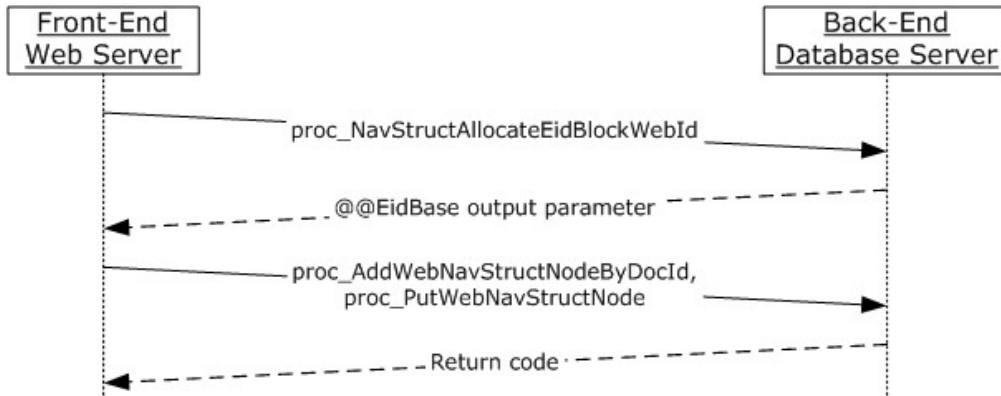 Front-End
Web Server
Back-End
Database Server
proc_NavStructAllocateEidBlockWebId
@@EidBase output parameter
proc_AddWebNavStructNodeByDocId,
proc_PutWebNavStructNode
Return code